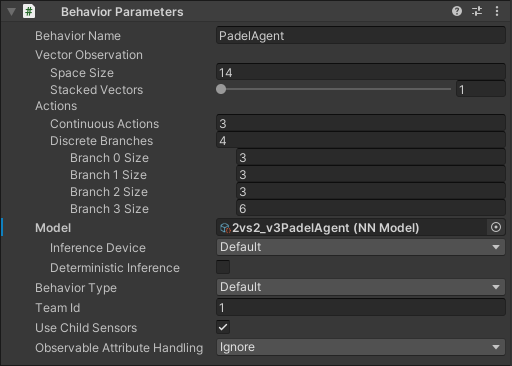 Behavior Parameters
Behavior Name PadelAgent
Vector Observation
Space Size 14
Stacked Vectors 1
Actions
Continuous Actions 3
Discrete Branches 4
Branch 0 Size 3
Branch 1 Size 3
Branch 2 Size 3
Branch 3 Size 6
Model 2vs2_v3PadelAgent (NN Model)
Inference Device Default
Deterministic Inference
Behavior Type Default
Team Id 1
Use Child Sensors
Observable Attribute Handling Ignore